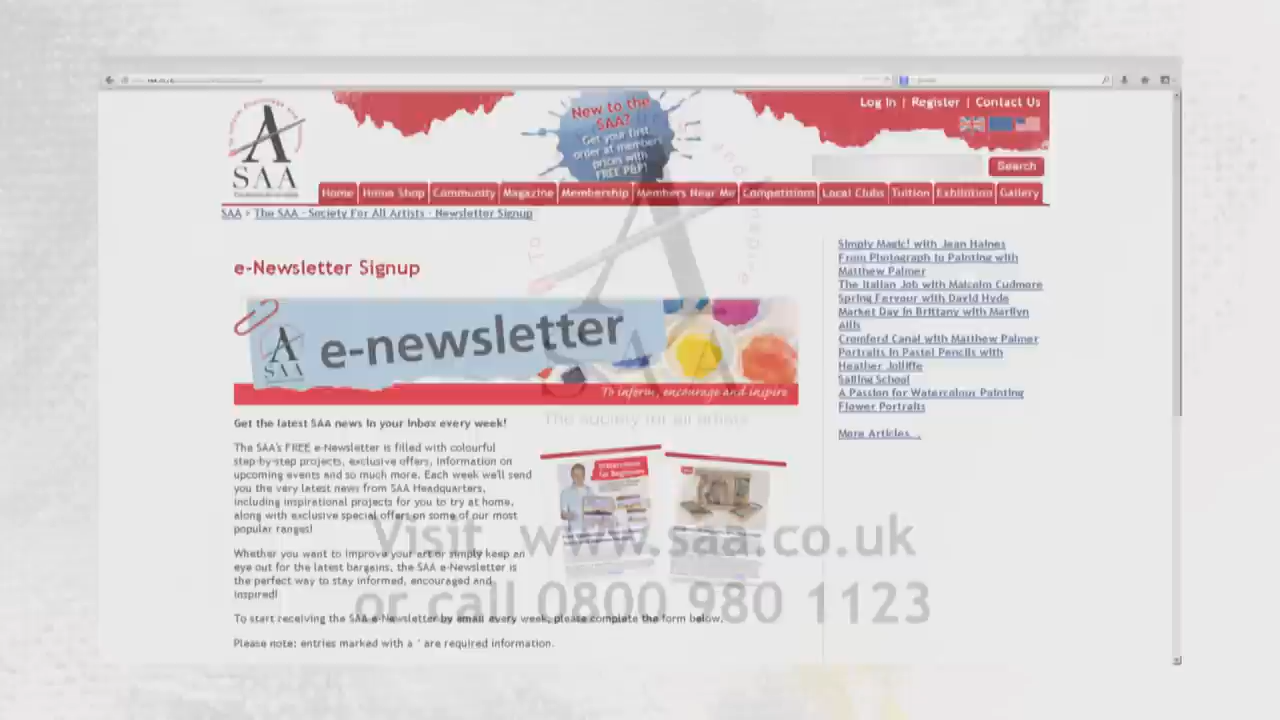 Log In | Register | Contact Us
New to the
SAA?
Get your first
order at members
prices with
FREE P&P!
SAA
Search
Home
Home Shop
Community
Magazine
Membership
Members Near Me
Competitions
Local Clubs
Tuition
Exhibition
Gallery
SAA > The SAA - Society For All Artists - Newsletter Signup
e-Newsletter Signup
SAA
e-newsletter
To inform, encourage and inspire
Get the latest SAA news in your inbox every week!
The SAA's FREE e-Newsletter is filled with colourful
step-by-step projects, exclusive offers, information on
upcoming events and so much more. Each week we'll send
you the very latest news from SAA Headquarters,
including inspirational projects for you to try at home,
along with exclusive special offers on some of our most
popular ranges!
Whether you want to improve your art or simply keep an
eye out for the latest bargains, the SAA e-Newsletter is
the perfect way to stay informed, encouraged and
inspired!
To start receiving the SAA e-Newsletter by email every week, please complete the form below.
Please note: entries marked with a * are required information.
Simply Magic! with Jean Haines
From Photograph to Painting with
Matthew Palmer
The Italian Job with Malcolm Cudmore
Spring Fervour with David Hyde
Market Day in Brittany with Marilyn
Allis
Cromford Canal with Matthew Palmer
Portraits in Pastel Pencils with
Heather Jolliffe
Sailing School
A Passion for Watercolour Painting
Flower Portraits
More Articles...
SAA
The society for all artists
Visit www.saa.co.uk
or call 0800 980 1123